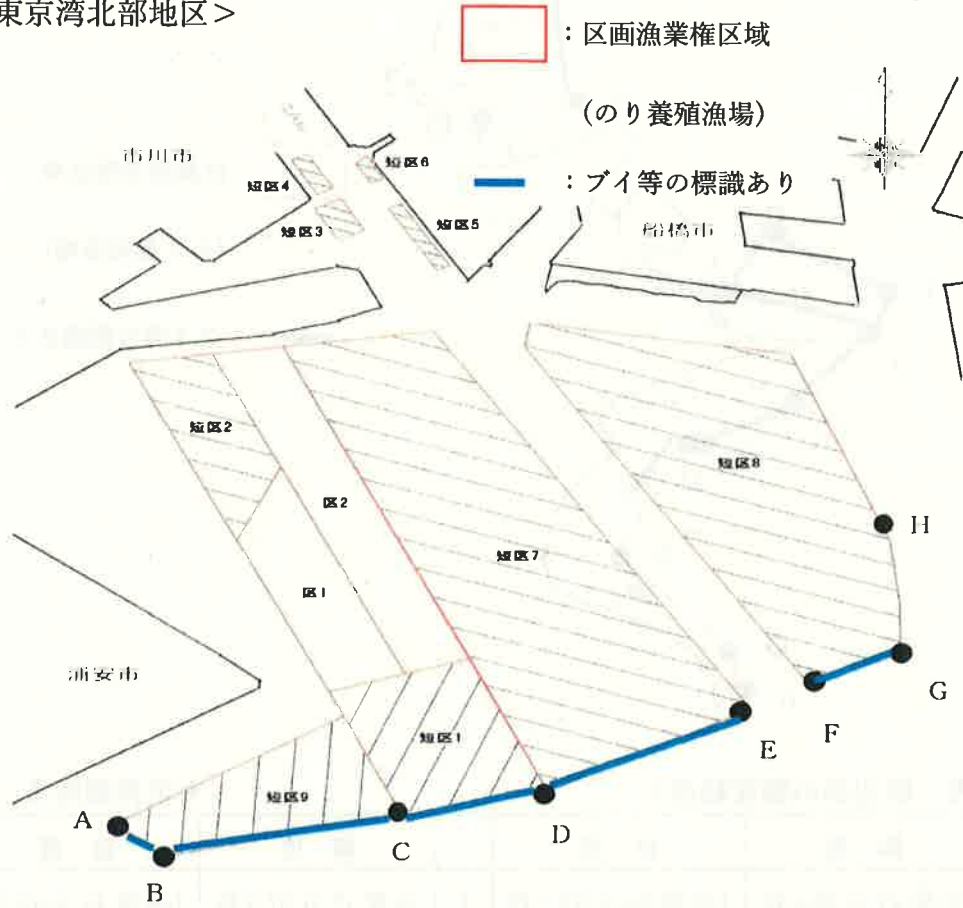 東京湾北部地区＞
：区画漁業権区域
(のり養殖漁場)
：ブイ等の標識あり
市川市
短区6
短区4
短区3
短区5
船橋市
短区2
短区8
区2
H
短区7
区1
浦安市
G
F
E
短区1
短区9
A
D
C
B